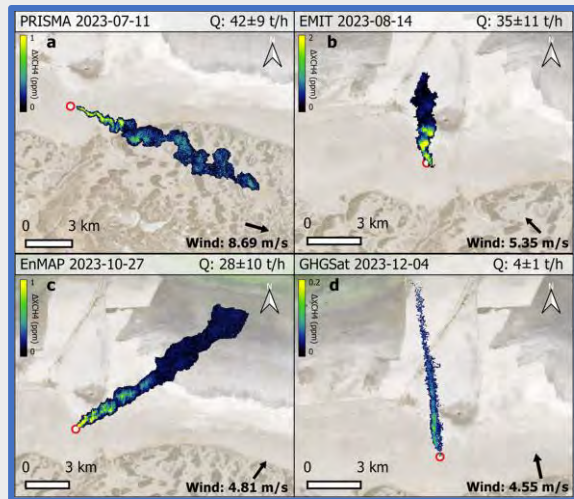 PRISMA 2023-07-11 Q: 42±9 t/h
a
N
1
ΔXCH4 (ppm)
0
0 3 km
Wind: 8.69 m/s
EMIT 2023-08-14 Q: 35±11 t/h
b
N
1
ΔXCH4 (ppm)
0
0 3 km
Wind: 5.35 m/s
EnMAP 2023-10-27 Q: 28±10 t/h
c
N
1
ΔXCH4 (ppm)
0
0 3 km
Wind: 4.81 m/s
GHGSat 2023-12-04 Q: 4±1 t/h
d
N
0.2
ΔXCH4 (ppm)
0
0 3 km
Wind: 4.55 m/s